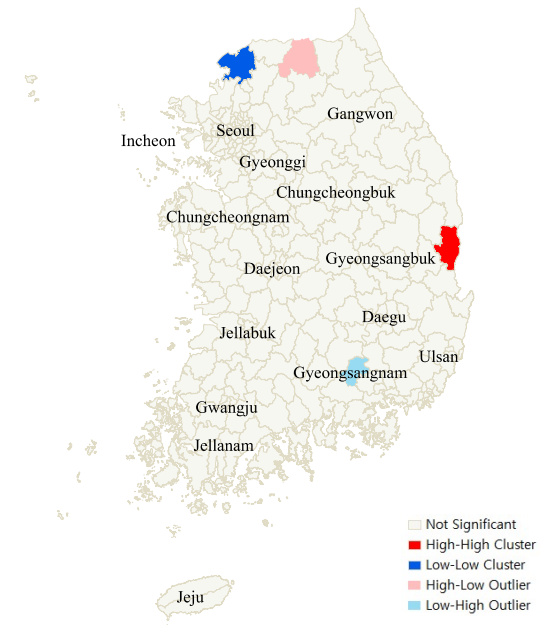 Gangwon
Seoul
Incheon
Gyeonggi
Chungcheongbuk
Chungcheongnam
Gyeongsangbuk
Daejeon
Daegu
Jellabuk
Ulsan
Gyeongsangnam
Gwangju
Jellanam
Not Significant
High-High Cluster
Low-Low Cluster
High-Low Outlier
Low-High Outlier
Jeju